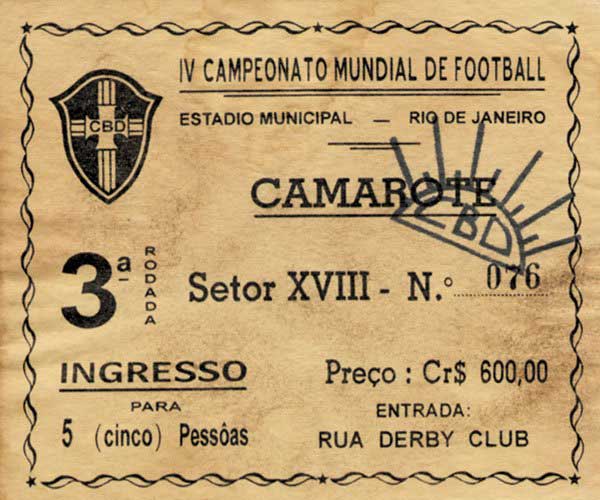 IV CAMPEONATO MUNDIAL DE FOOTBALL
ESTADIO MUNICIPAL — RIO DE JANEIRO
CBD
CAMAROTE
CBD
3ª RODADA
Setor XVIII - N.º 076
INGRESSO
PARA
5 (cinco) Pessôas
Preço : Cr$ 600,00
ENTRADA:
RUA DERBY CLUB